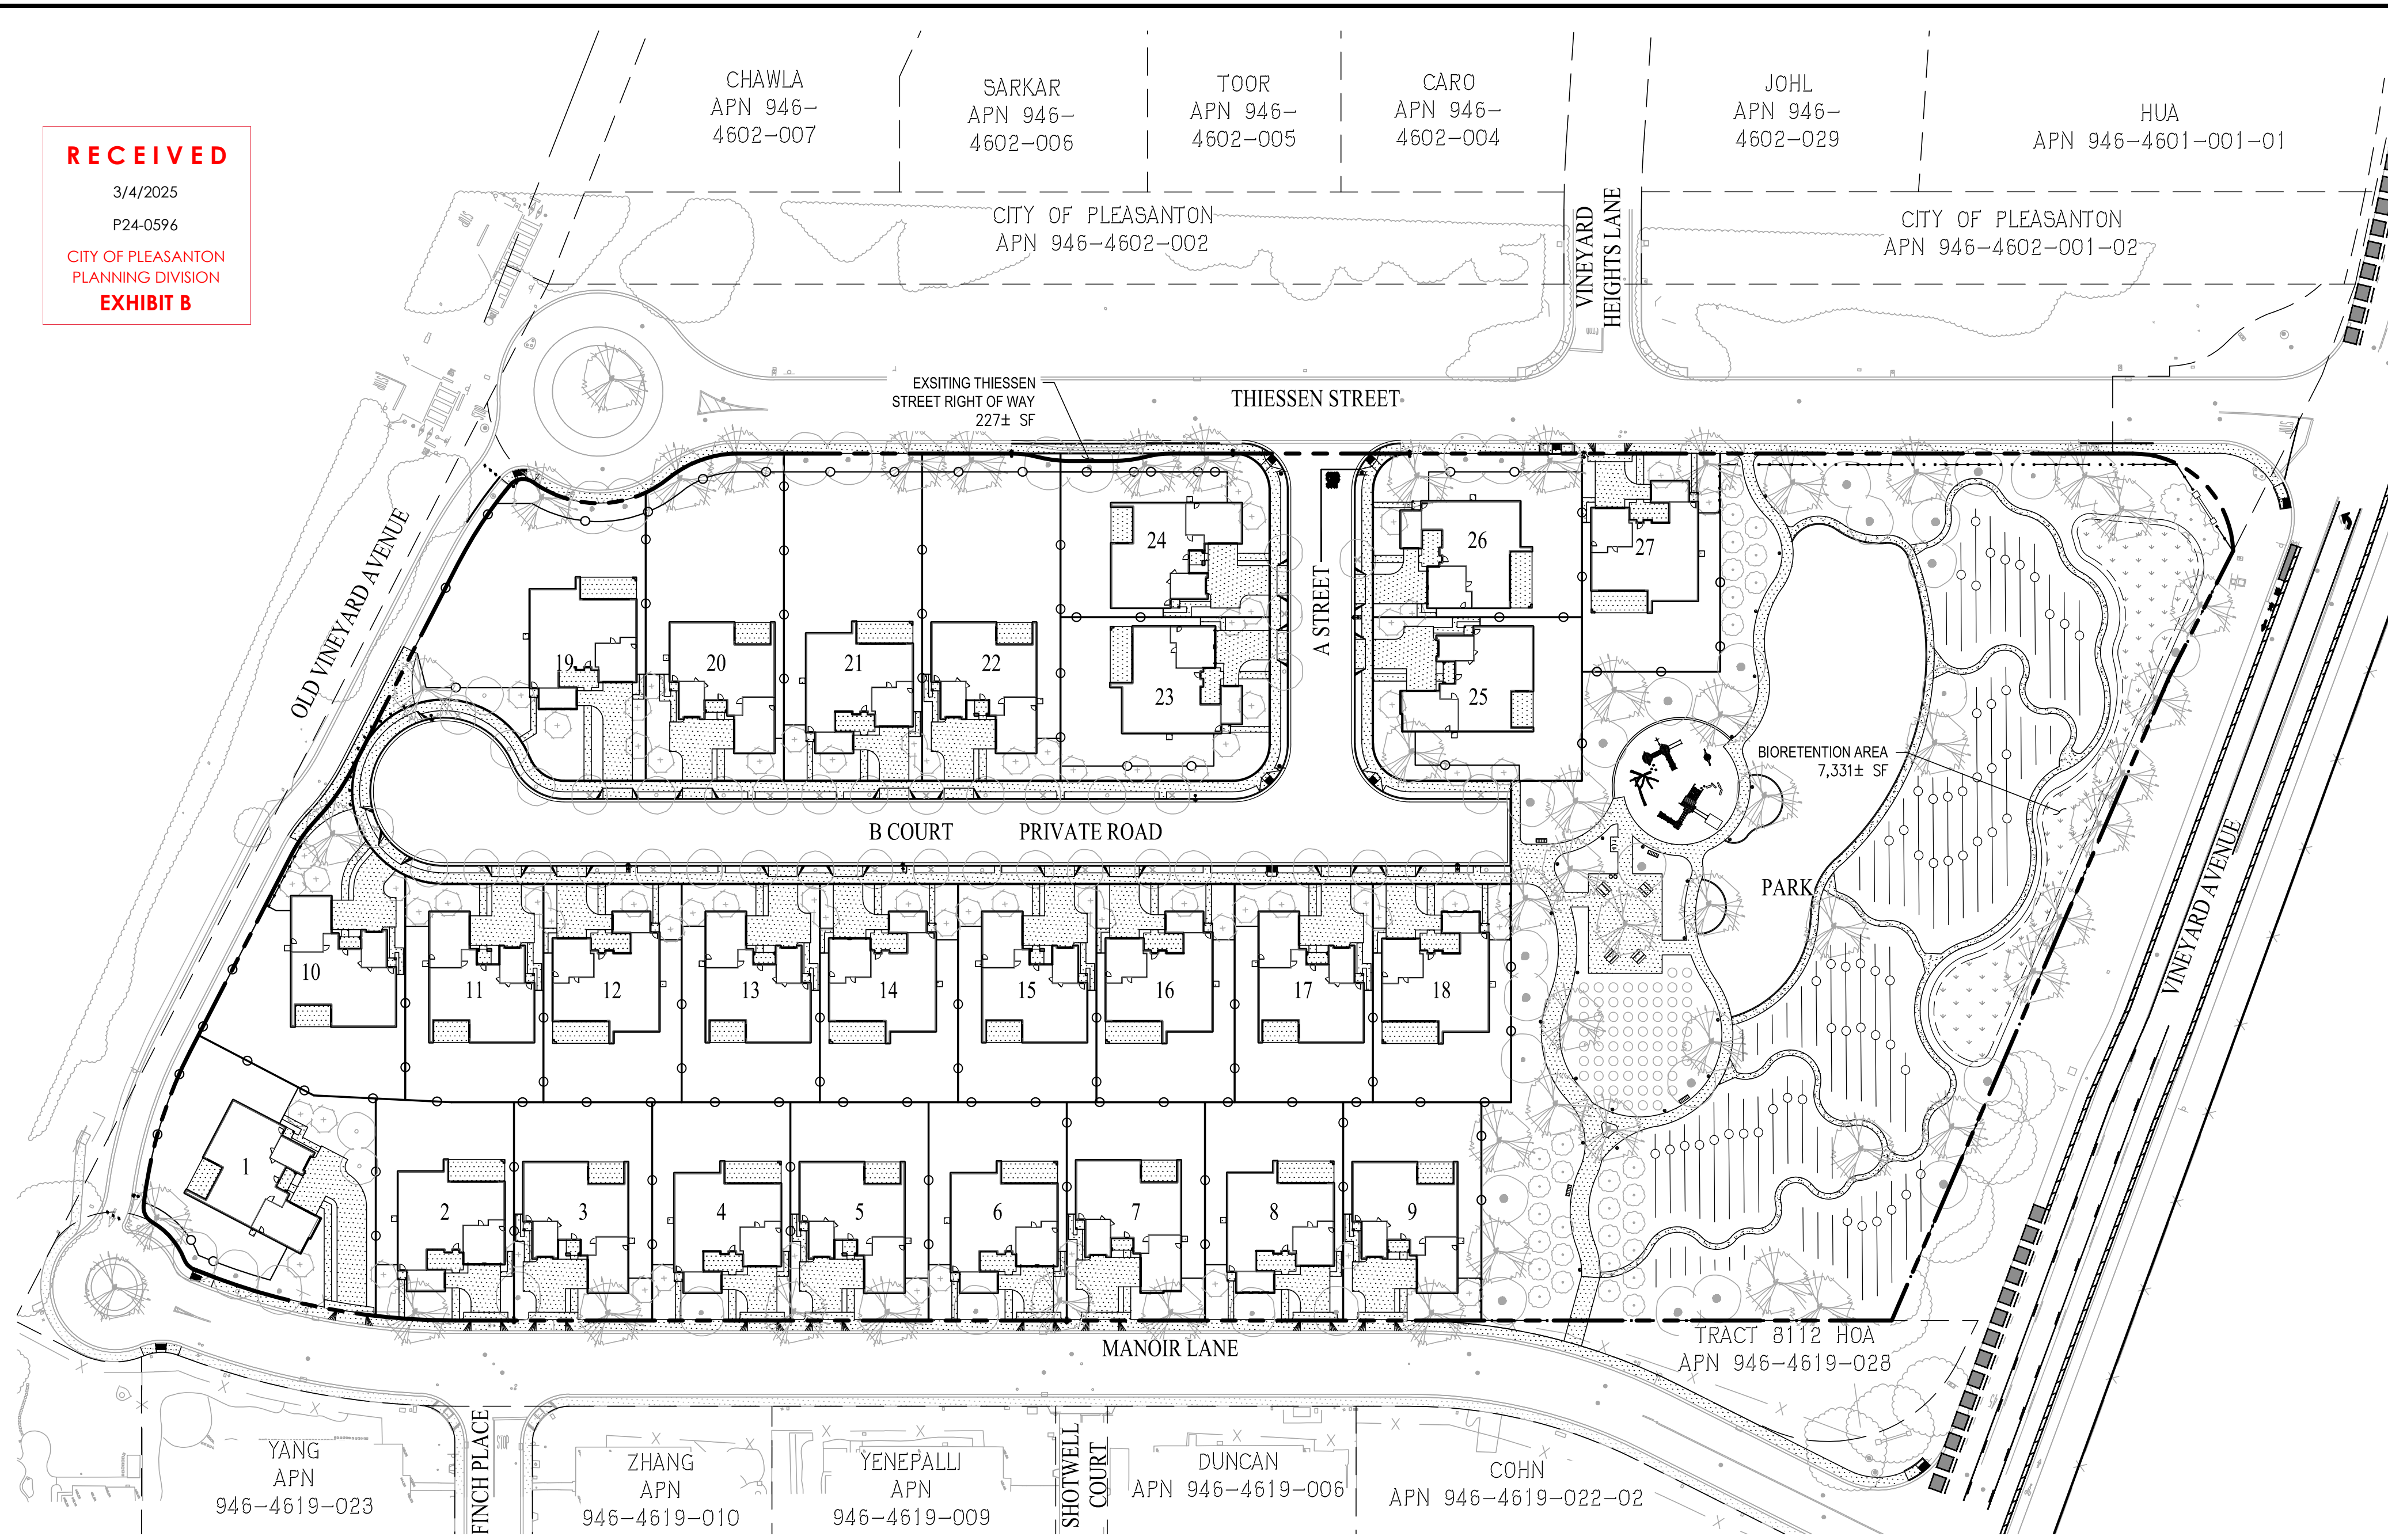 RECEIVED
3/4/2025
P24-0596
CITY OF PLEASANTON
PLANNING DIVISION
EXHIBIT B
CHAWLA
APN 946-
4602-007
SARKAR
APN 946-
4602-006
TOOR
APN 946-
4602-005
CARO
APN 946-
4602-004
JOHL
APN 946-
4602-029
HUA
APN 946-4601-001-01
CITY OF PLEASANTON
APN 946-4602-002
VINEYARD
HEIGHTS LANE
CITY OF PLEASANTON
APN 946-4602-001-02
EXSITING THIESSEN
STREET RIGHT OF WAY
227± SF
THIESSEN STREET
OLD VINEYARD AVENUE
A STREET
19
20
21
22
23
24
25
26
27
BIORETENTION AREA
7,331± SF
B COURT
PRIVATE ROAD
PARK
VINEYARD AVENUE
10
11
12
13
14
15
16
17
18
1
2
3
4
5
6
7
8
9
MANOIR LANE
TRACT 8112 HOA
APN 946-4619-028
YANG
APN
946-4619-023
FINCH PLACE
STOP
ZHANG
APN
946-4619-010
YENEPALLI
APN
946-4619-009
SHOTWELL
COURT
DUNCAN
APN 946-4619-006
COHN
APN 946-4619-022-02